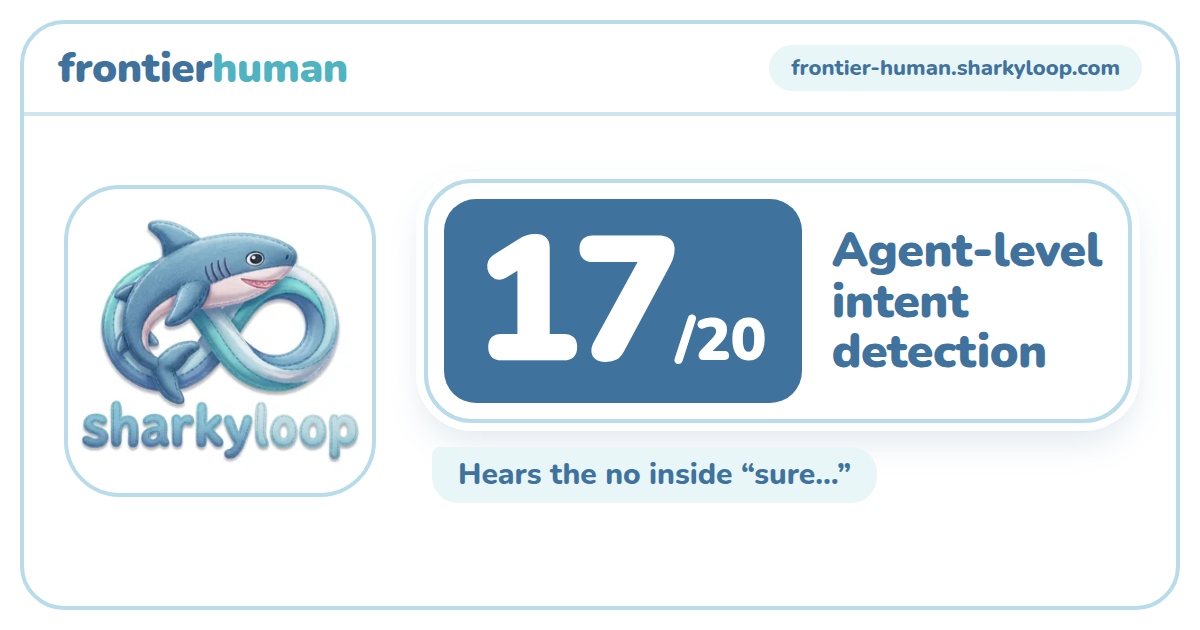 frontierhuman
frontier-human.sharkyloop.com
sharkyloop
17/20
Agent-level
intent
detection
Hears the no inside “sure...”